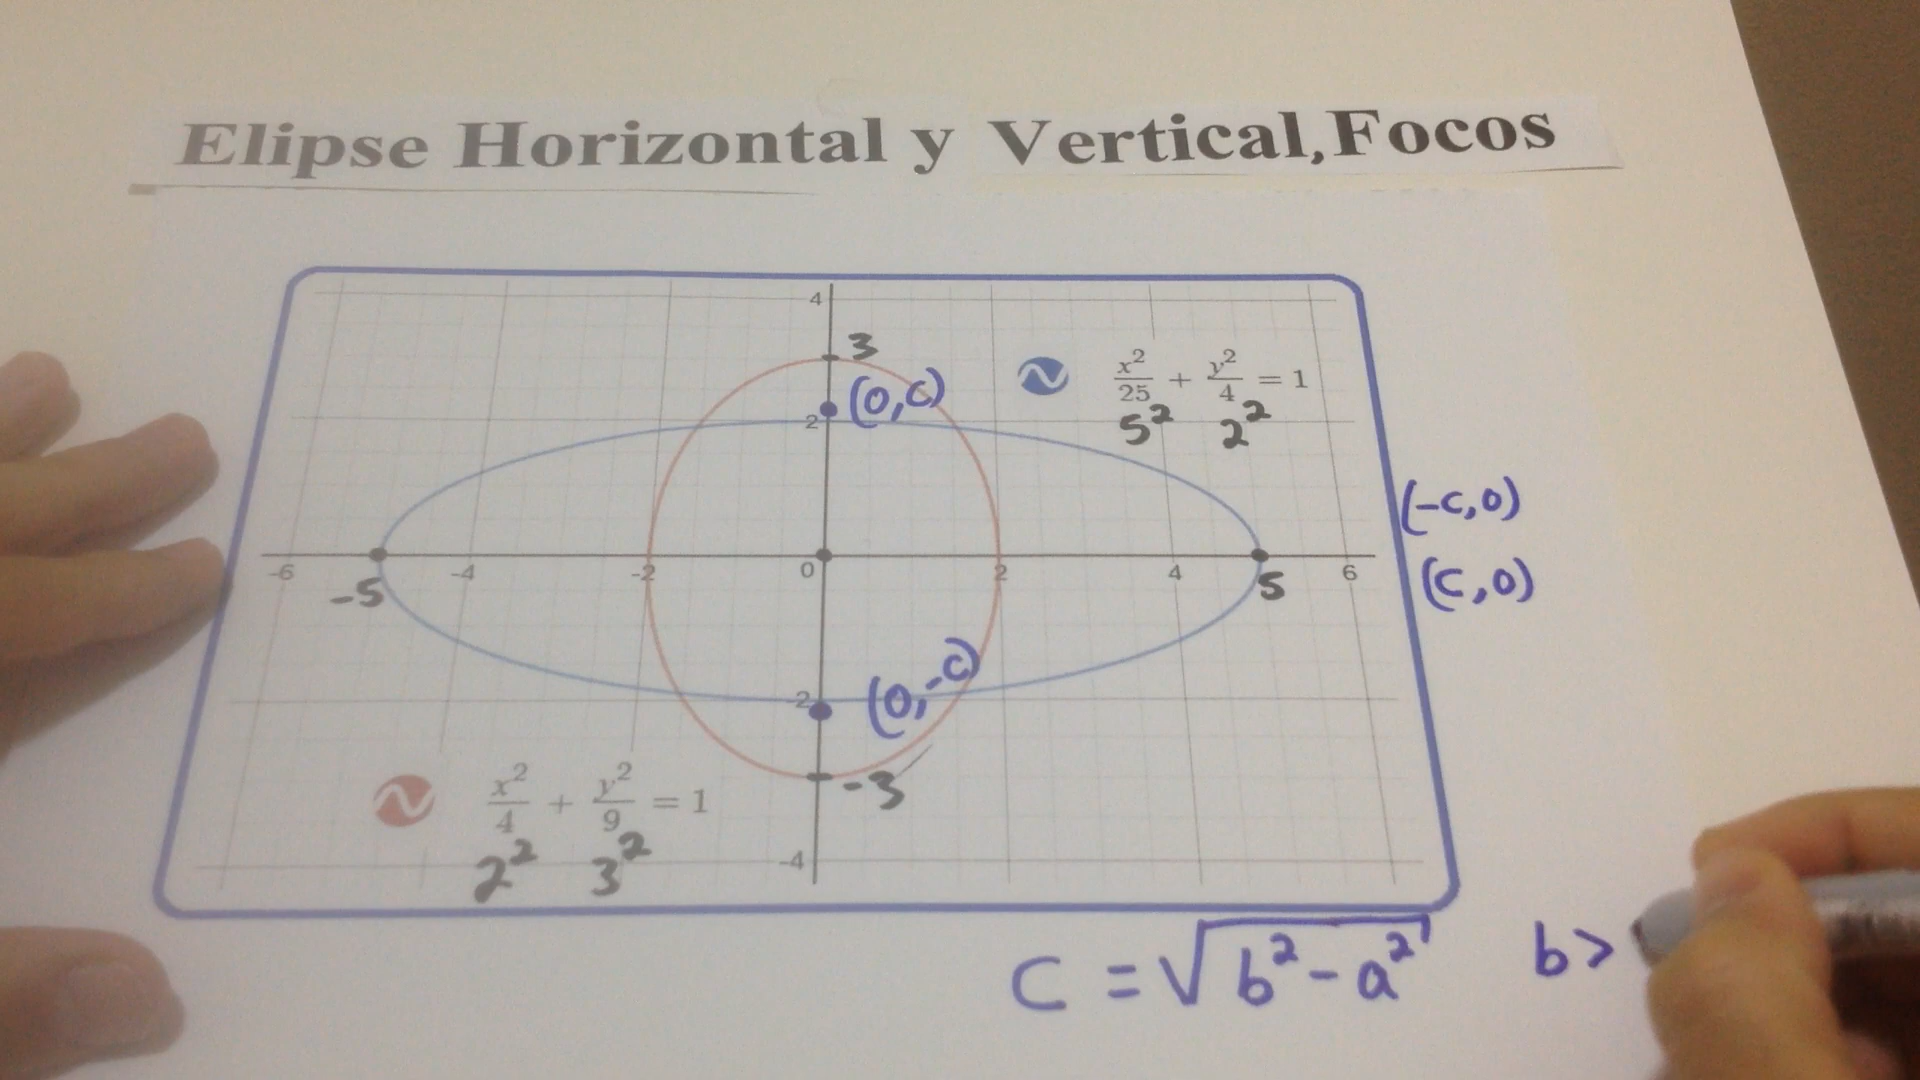 Elipse Horizontal y Vertical,Focos
4
3
(0,c)
2
x²/25 + y²/4 = 1
5² 2²
(-c,0)
-6 -4 -2 0 2 4 6
-5 5
(c,0)
(0,-c)
-2
-3
x²/4 + y²/9 = 1
2² 3²
-4
C = √b²-a² b>